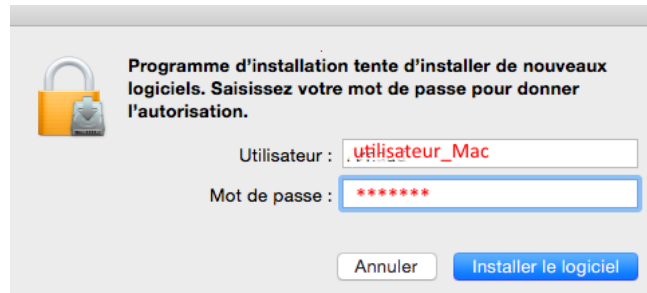 Programme d'installation tente d'installer de nouveaux
logiciels. Saisissez votre mot de passe pour donner
l'autorisation.
Utilisateur : utilisateur_Mac
Mot de passe : *******
Annuler Installer le logiciel